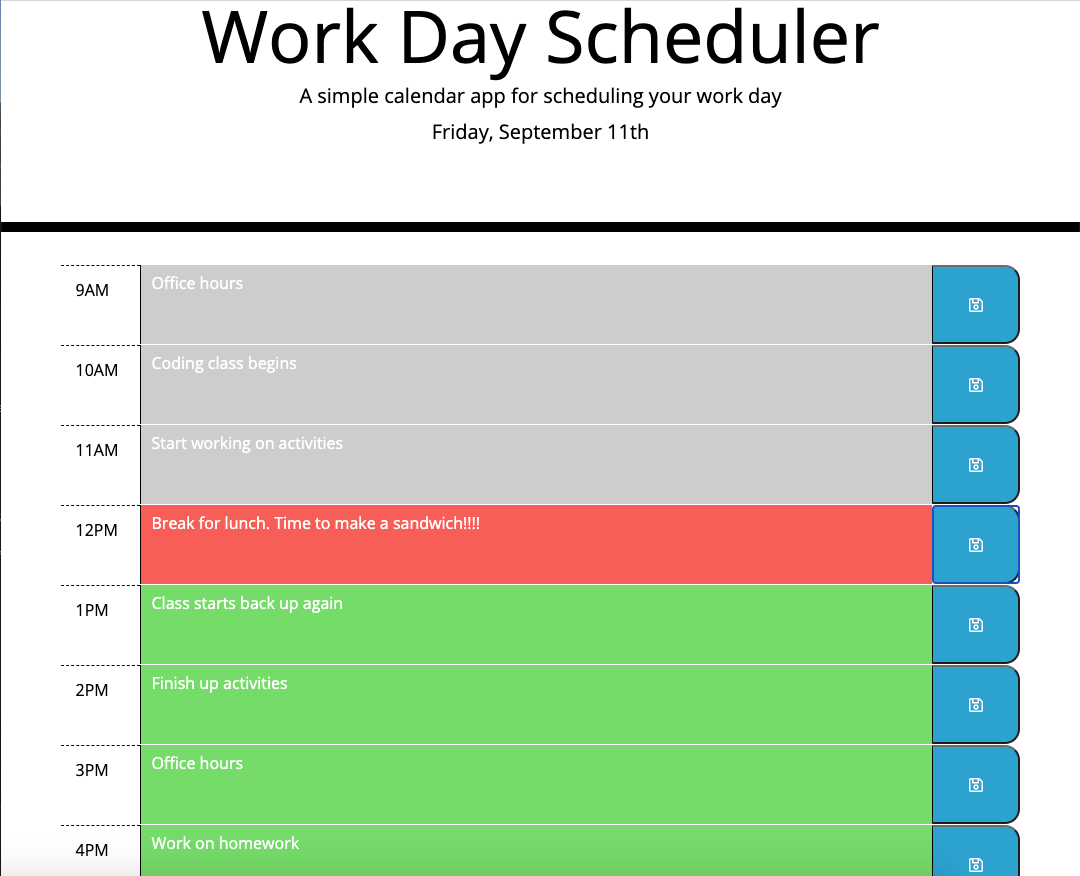 Work Day Scheduler
A simple calendar app for scheduling your work day
Friday, September 11th
9AM Office hours
10AM Coding class begins
11AM Start working on activities
12PM Break for lunch. Time to make a sandwich!!!!
1PM Class starts back up again
2PM Finish up activities
3PM Office hours
4PM Work on homework